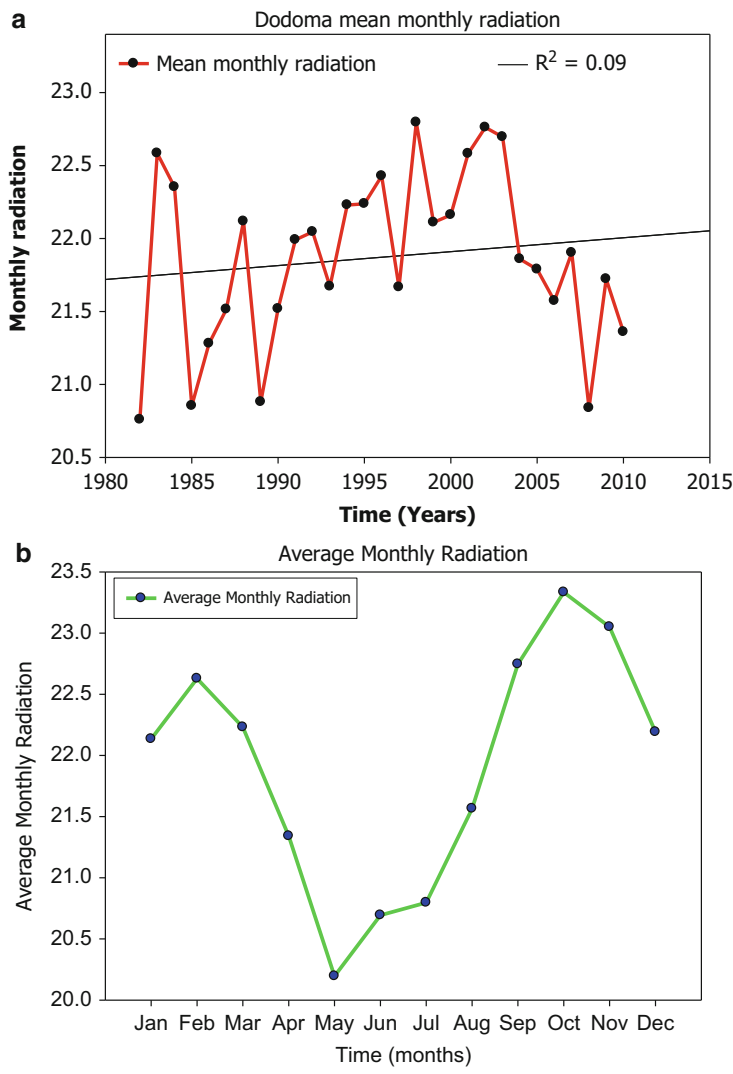 a
Dodoma mean monthly radiation
Mean monthly radiation
R² = 0.09
23.0
22.5
22.0
21.5
21.0
20.5
Monthly radiation
1980 1985 1990 1995 2000 2005 2010 2015
Time (Years)
b
Average Monthly Radiation
Average Monthly Radiation
23.5
23.0
22.5
22.0
21.5
21.0
20.5
20.0
Average Monthly Radiation
Jan Feb Mar Apr May Jun Jul Aug Sep Oct Nov Dec
Time (months)